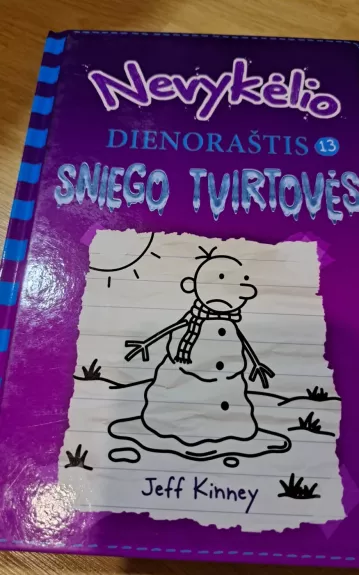 Nevykėlio
DIENORAŠTIS 13
SNIEGO TVIRTOVĖS
Jeff Kinney